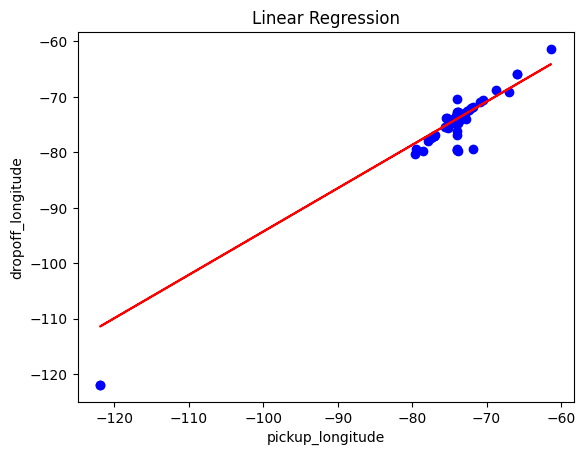 Linear Regression
−60
−70
−80
−90
−100
−110
−120
dropoff_longitude
−120 −110 −100 −90 −80 −70 −60
pickup_longitude